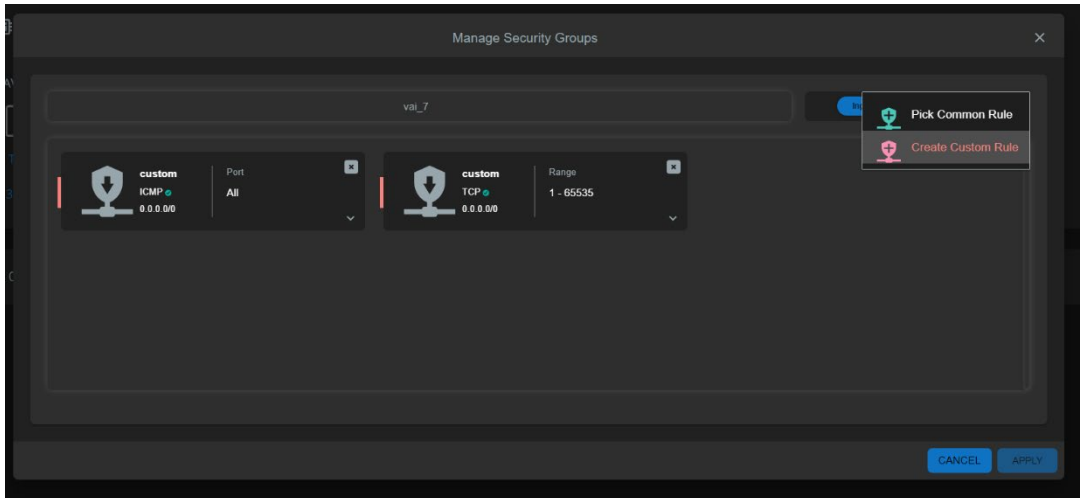 Manage Security Groups
vai_7
Pick Common Rule
Create Custom Rule
custom
ICMP
0.0.0.0/0
Port
All
custom
TCP
0.0.0.0/0
Range
1 - 65535
CANCEL
APPLY